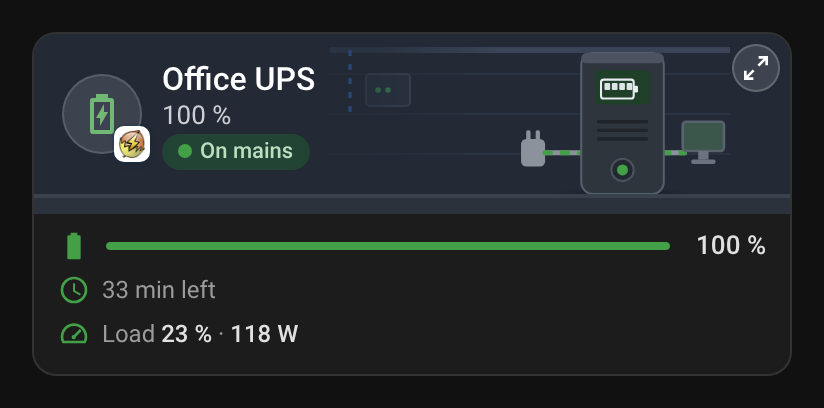 Office UPS
100 %
On mains
100 %
33 min left
Load 23 % · 118 W